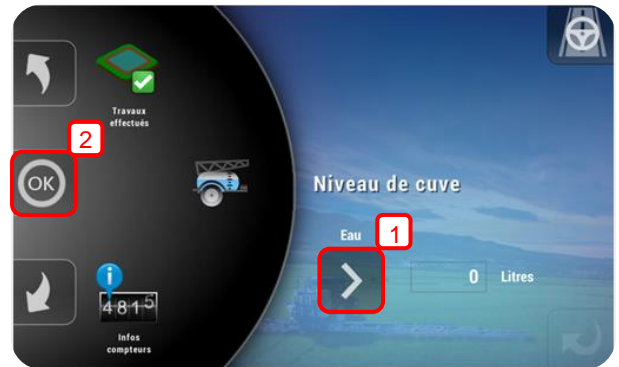 Travaux
effectués
2
OK
Niveau de cuve
Eau
1
0 Litres
4815
Infos
compteurs